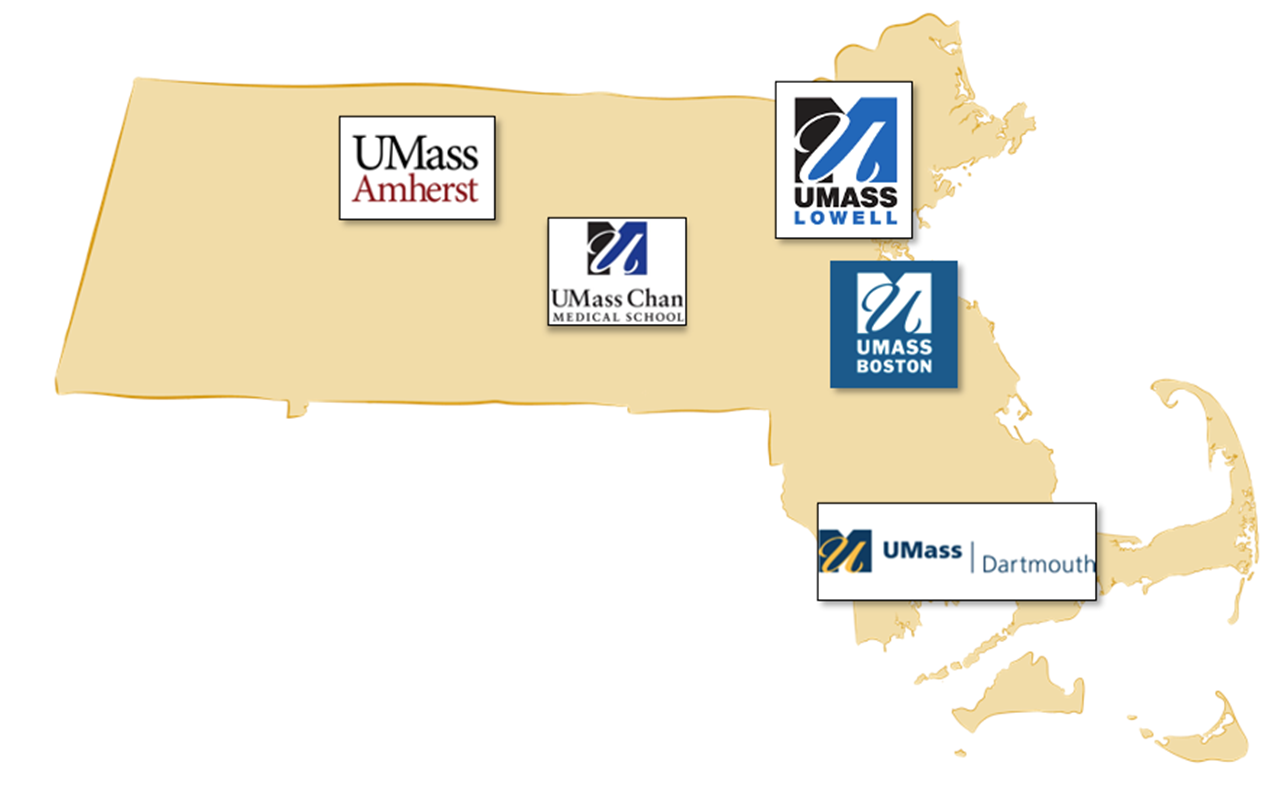 UMass
Amherst
UMASS
LOWELL
UMass Chan
MEDICAL SCHOOL
UMASS
BOSTON
UMass | Dartmouth